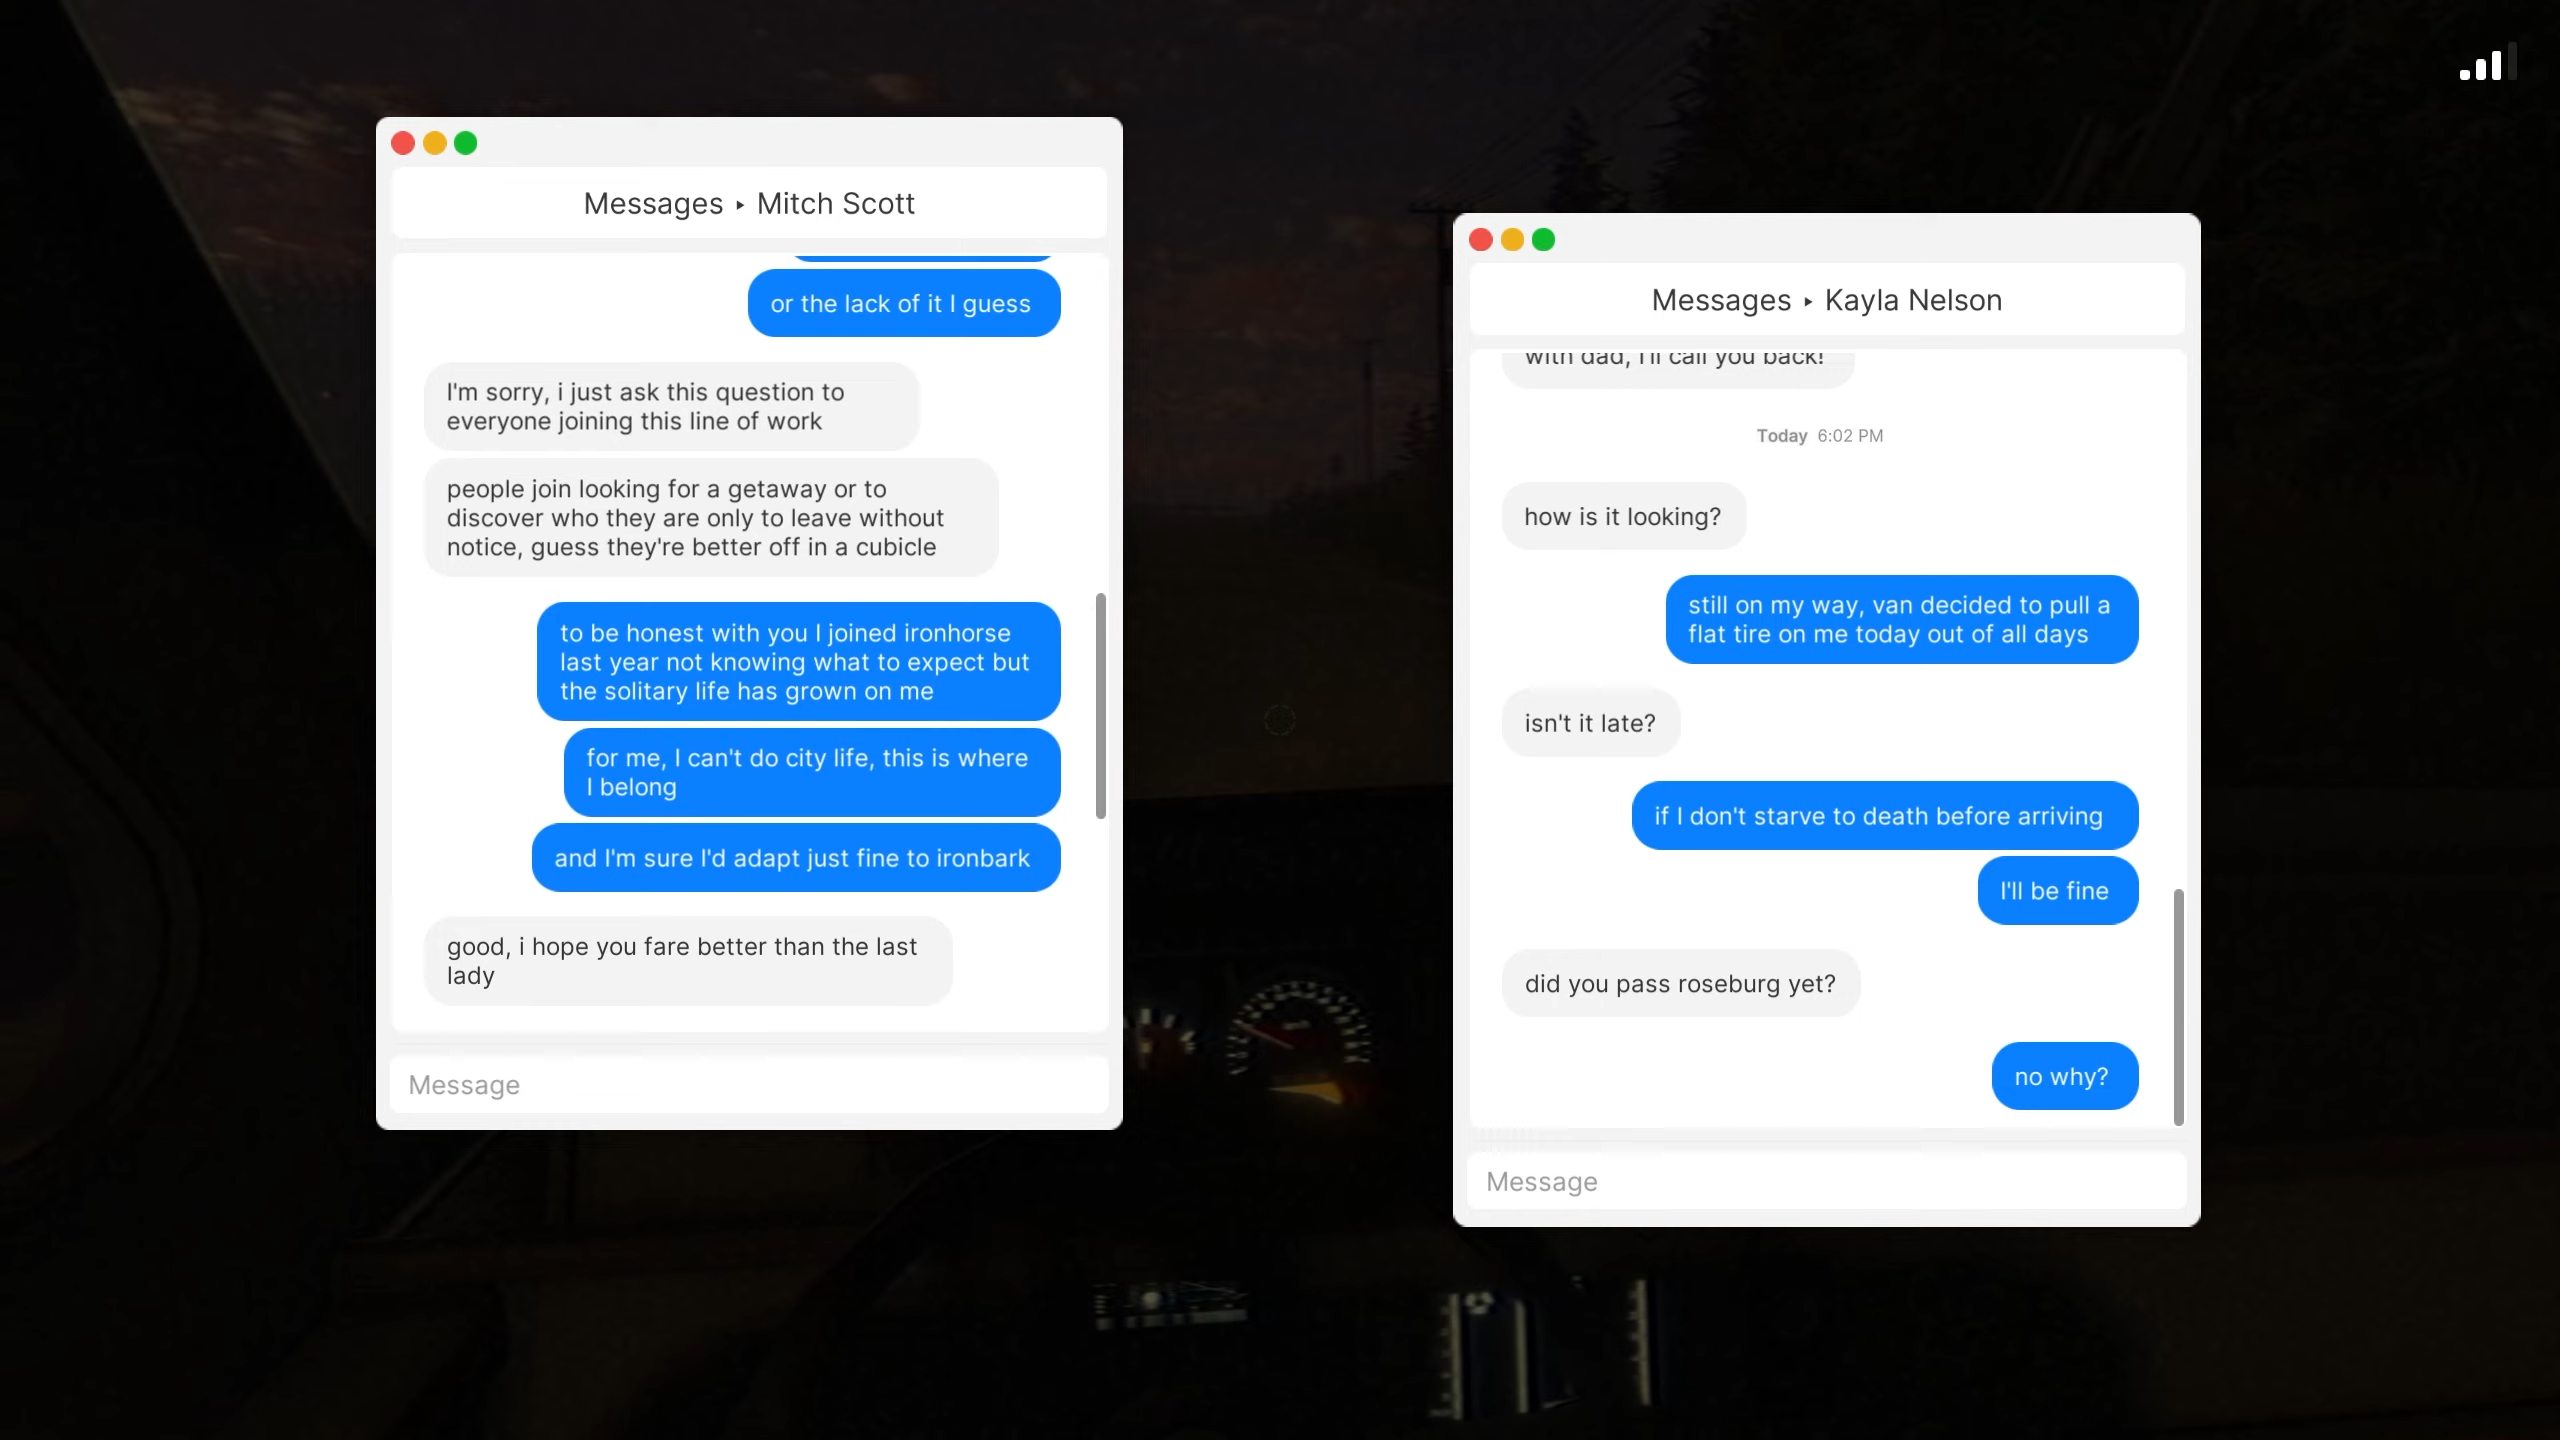 Messages ▸ Mitch Scott
or the lack of it I guess
I'm sorry, i just ask this question to
everyone joining this line of work
people join looking for a getaway or to
discover who they are only to leave without
notice, guess they're better off in a cubicle
to be honest with you I joined ironhorse
last year not knowing what to expect but
the solitary life has grown on me
for me, I can't do city life, this is where
I belong
and I'm sure I'd adapt just fine to ironbark
good, i hope you fare better than the last
lady
Message
Messages ▸ Kayla Nelson
with dad, I'll call you back!
Today 6:02 PM
how is it looking?
still on my way, van decided to pull a
flat tire on me today out of all days
isn't it late?
if I don't starve to death before arriving
I'll be fine
did you pass roseburg yet?
no why?
Message